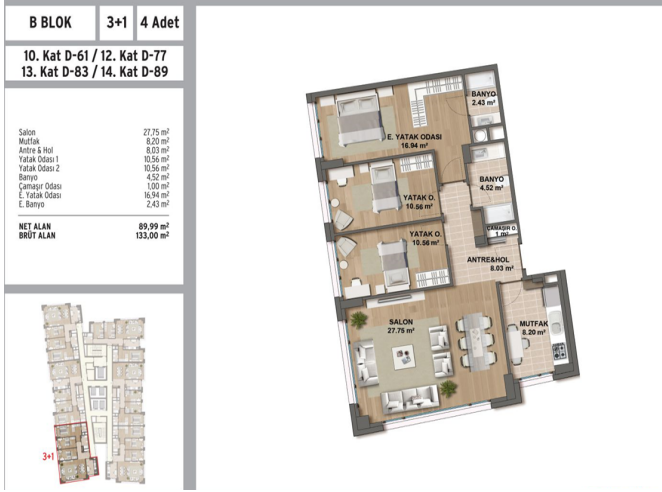 B BLOK 3+1 4 Adet
10. Kat D-61 / 12. Kat D-77
13. Kat D-83 / 14. Kat D-89
Salon 27,75 m²
Mutfak 8,20 m²
Antre & Hol 8,03 m²
Yatak Odası 1 10,56 m²
Yatak Odası 2 10,56 m²
Banyo 4,52 m²
Çamaşır Odası 1,00 m²
E. Yatak Odası 16,94 m²
E. Banyo 2,43 m²
NET ALAN 89,99 m²
BRÜT ALAN 133,00 m²
3+1
BANYO
2.43 m²
E. YATAK ODASI
16.94 m²
BANYO
4.52 m²
YATAK O.
10.56 m²
ÇAMAŞIR O.
1 m²
YATAK O.
10.56 m²
ANTRE&HOL
8.03 m²
SALON
27.75 m²
MUTFAK
8.20 m²